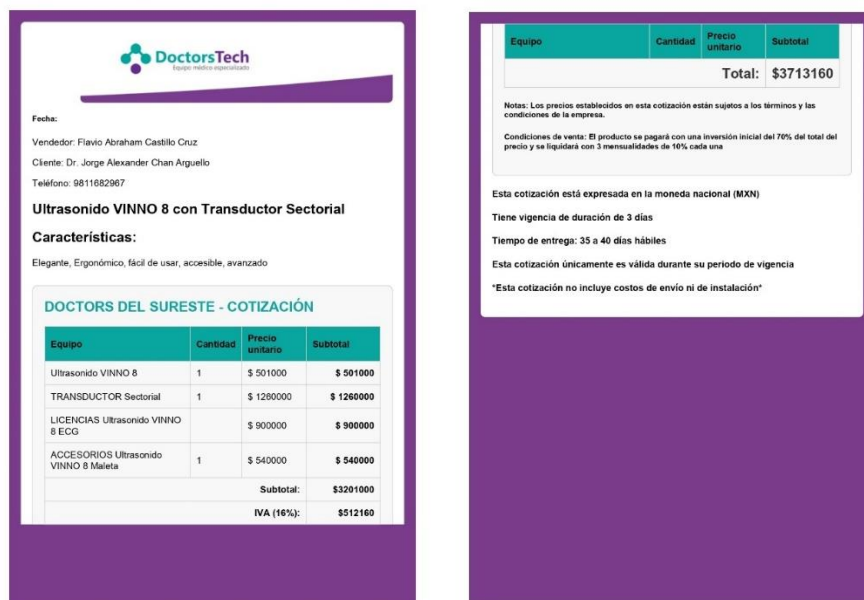 DoctorsTech
Equipo médico especializado
Fecha:
Vendedor: Flavio Abraham Castillo Cruz
Cliente: Dr. Jorge Alexander Chan Arguello
Teléfono: 9811682967
Ultrasonido VINNO 8 con Transductor Sectorial
Características:
Elegante, Ergonómico, fácil de usar, accesible, avanzado
DOCTORS DEL SURESTE - COTIZACIÓN
Equipo Cantidad Precio unitario Subtotal
Ultrasonido VINNO 8 1 $ 501000 $ 501000
TRANSDUCTOR Sectorial 1 $ 1260000 $ 1260000
LICENCIAS Ultrasonido VINNO 8 ECG $ 900000 $ 900000
ACCESORIOS Ultrasonido VINNO 8 Maleta 1 $ 540000 $ 540000
Subtotal: $3201000
IVA (16%): $512160
Equipo Cantidad Precio unitario Subtotal
Total: $3713160
Notas: Los precios establecidos en esta cotización están sujetos a los términos y las
condiciones de la empresa.
Condiciones de venta: El producto se pagará con una inversión inicial del 70% del total del
precio y se liquidará con 3 mensualidades de 10% cada una
Esta cotización está expresada en la moneda nacional (MXN)
Tiene vigencia de duración de 3 días
Tiempo de entrega: 35 a 40 días hábiles
Esta cotización únicamente es válida durante su periodo de vigencia
*Esta cotización no incluye costos de envío ni de instalación*